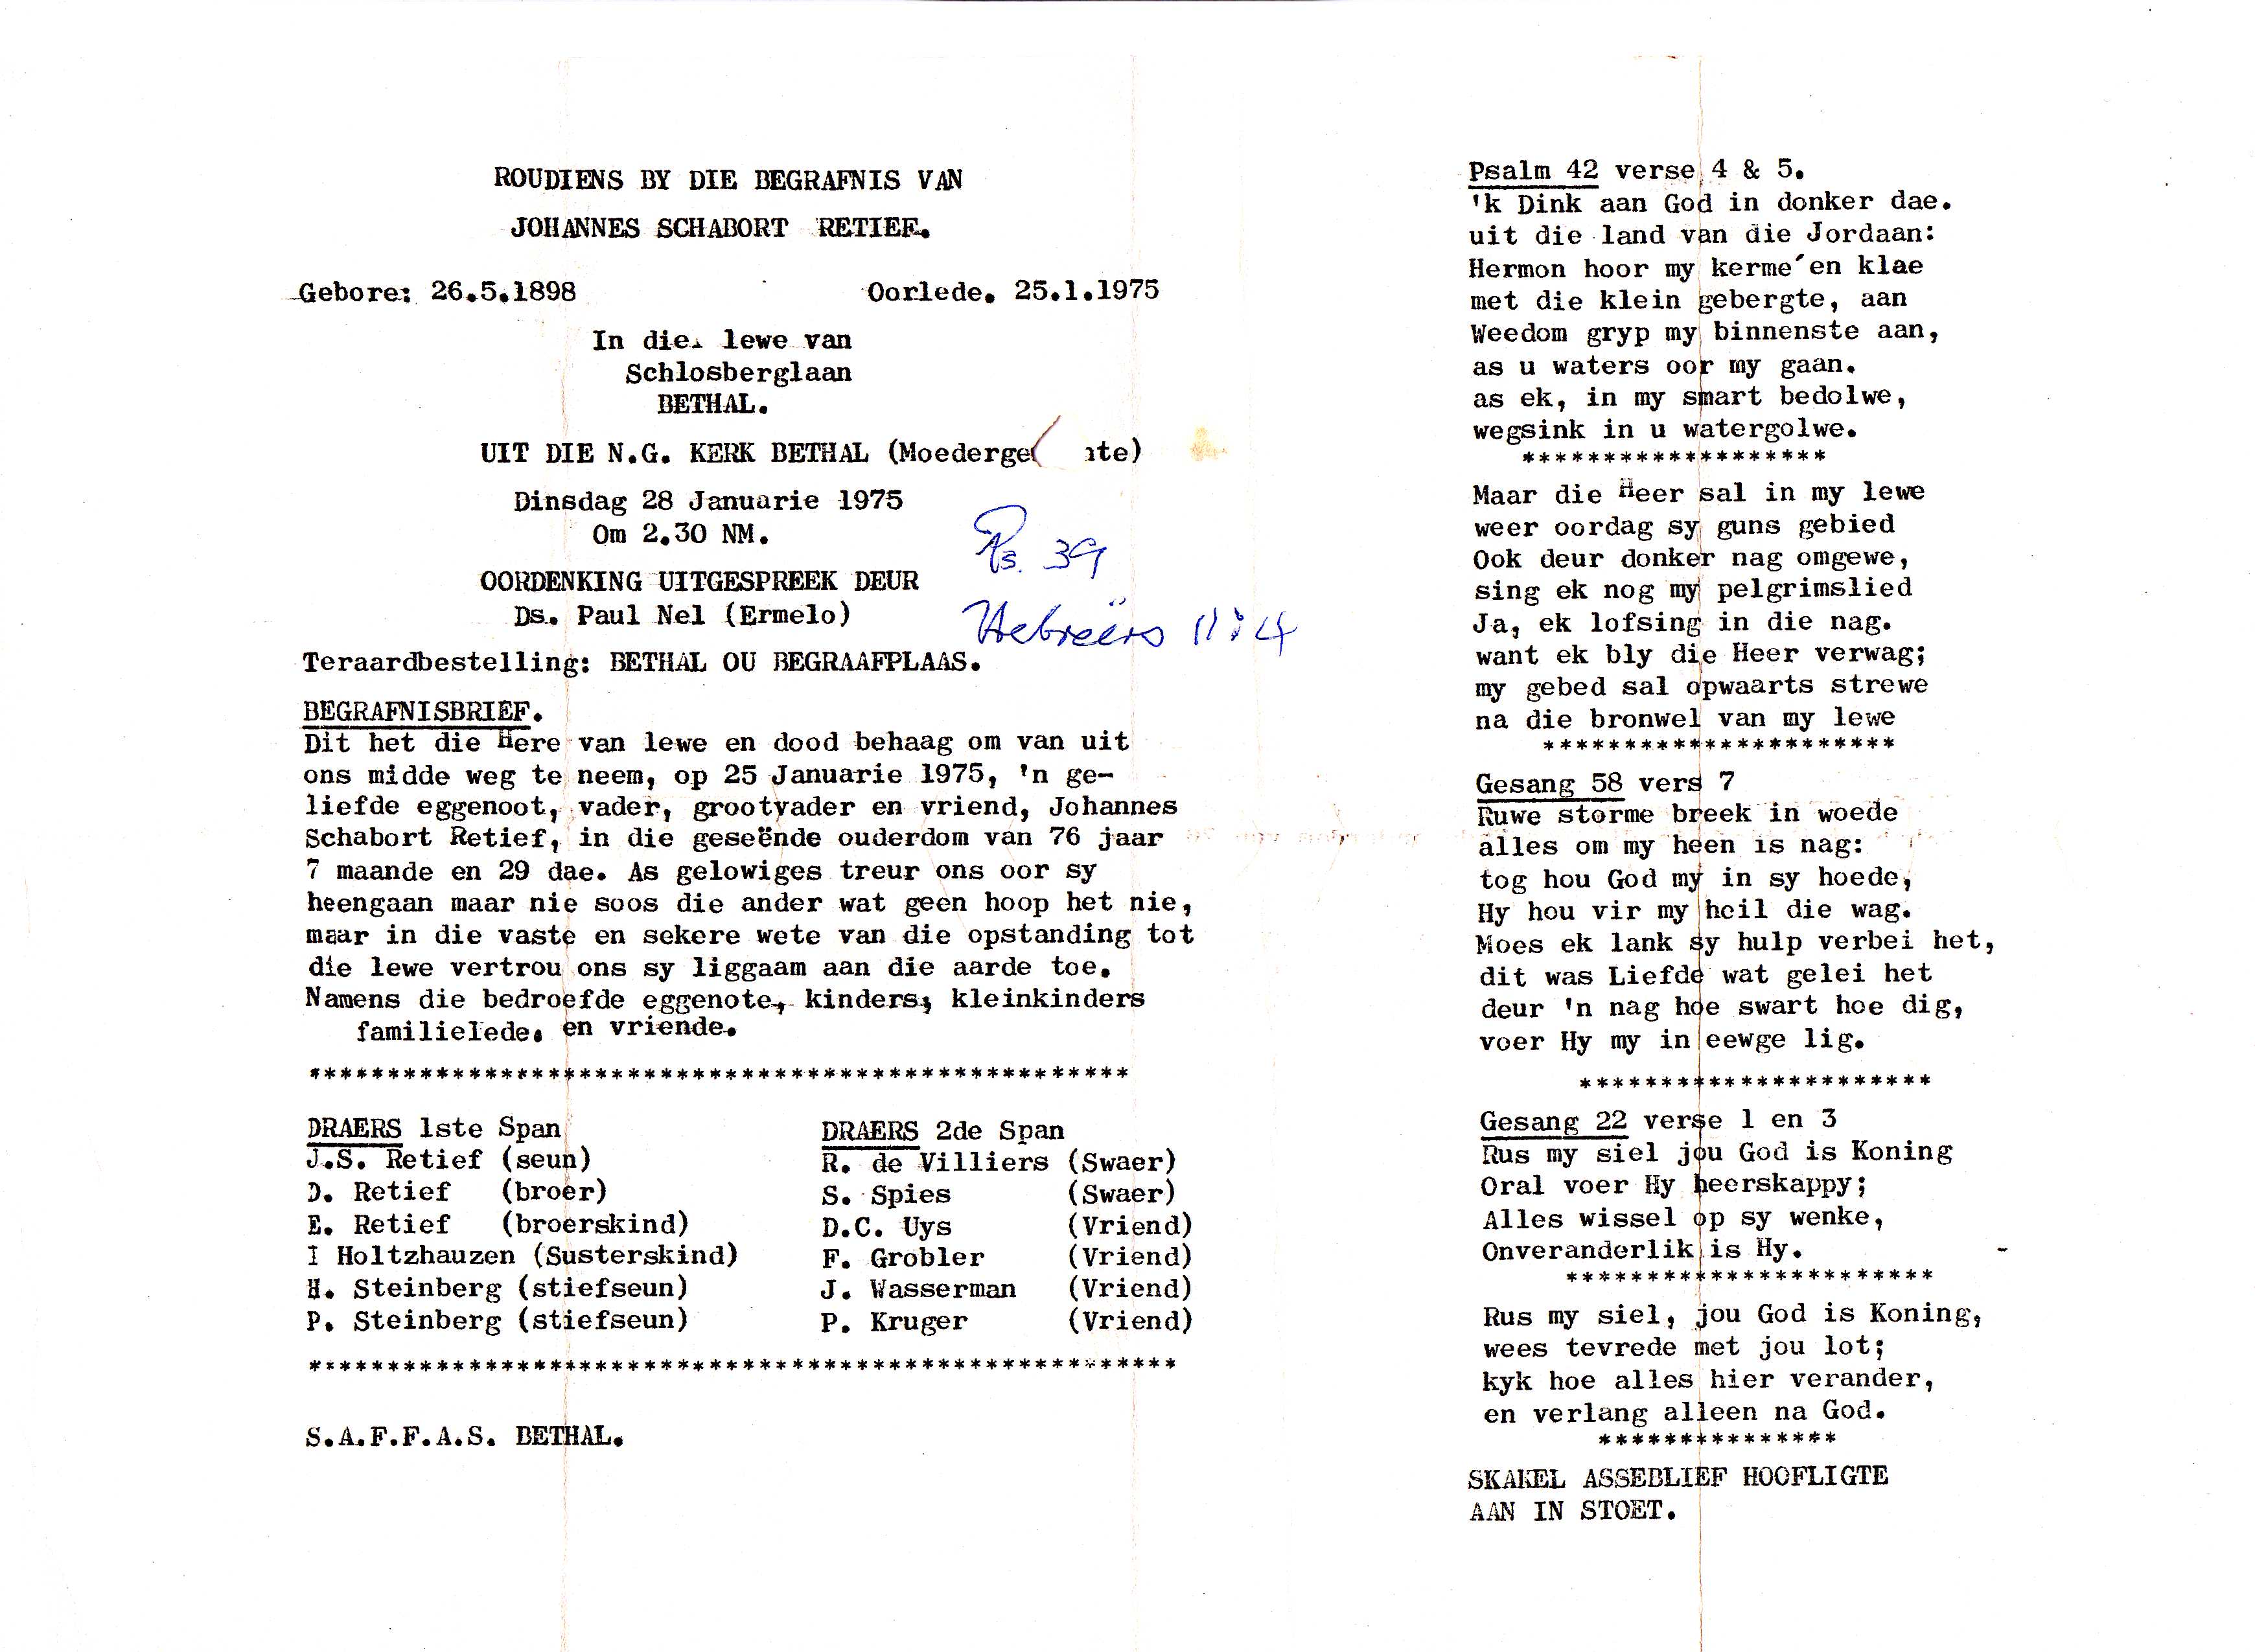 ROUDIENS BY DIE BEGRAFNIS VAN
JOHANNES SCHABORT RETIEF.
Gebore: 26.5.1898 Oorlede. 25.1.1975
In die. lewe van
Schlosberglaan
BETHAL.
UIT DIE N.G. KERK BETHAL (Moederge te)
Dinsdag 28 Januarie 1975
Om 2.30 NM.
Ps. 39
OORDENKING UITGESPREEK DEUR
Ds. Paul Nel (Ermelo)
Hebreërs 11:4
Teraardbestelling: BETHAL OU BEGRAAFPLAAS.
BEGRAFNISBRIEF.
Dit het die Here van lewe en dood behaag om van uit
ons midde weg te neem, op 25 Januarie 1975, 'n ge-
liefde eggenoot, vader, grootvader en vriend, Johannes
Schabort Retief, in die geseënde ouderdom van 76 jaar
7 maande en 29 dae. As gelowiges treur ons oor sy
heengaan maar nie soos die ander wat geen hoop het nie,
maar in die vaste en sekere wete van die opstanding tot
die lewe vertrou ons sy liggaam aan die aarde toe.
Namens die bedroefde eggenote, kinders, kleinkinders
familielede. en vriende.
***************************************************
DRAERS 1ste Span DRAERS 2de Span
J.S. Retief (seun) R. de Villiers (Swaer)
D. Retief (broer) S. Spies (Swaer)
E. Retief (broerskind) D.C. Uys (Vriend)
I Holtzhauzen (Susterskind) F. Grobler (Vriend)
H. Steinberg (stiefseun) J. Wasserman (Vriend)
P. Steinberg (stiefseun) P. Kruger (Vriend)
******************************************************
S.A.F.F.A.S. BETHAL.
Psalm 42 verse 4 & 5.
'k Dink aan God in donker dae.
uit die land van die Jordaan:
Hermon hoor my kerme'en klae
met die klein gebergte, aan
Weedom gryp my binnenste aan,
as u waters oor my gaan.
as ek, in my smart bedolwe,
wegsink in u watergolwe.
*******************
Maar die Heer sal in my lewe
weer oordag sy guns gebied
Ook deur donker nag omgewe,
sing ek nog my pelgrimslied
Ja, ek lofsing in die nag.
want ek bly die Heer verwag;
my gebed sal opwaarts strewe
na die bronwel van my lewe
**********************
Gesang 58 vers 7
Ruwe storme breek in woede
alles om my heen is nag:
tog hou God my in sy hoede,
Hy hou vir my heil die wag.
Moes ek lank sy hulp verbei het,
dit was Liefde wat gelei het
deur 'n nag hoe swart hoe dig,
voer Hy my in eewge lig.
**********************
Gesang 22 verse 1 en 3
Rus my siel jou God is Koning
Oral voer Hy heerskappy;
Alles wissel op sy wenke,
Onveranderlik is Hy.
***********************
Rus my siel, jou God is Koning,
wees tevrede met jou lot;
kyk hoe alles hier verander,
en verlang alleen na God.
***************
SKAKEL ASSEBLIEF HOOFLIGTE
AAN IN STOET.